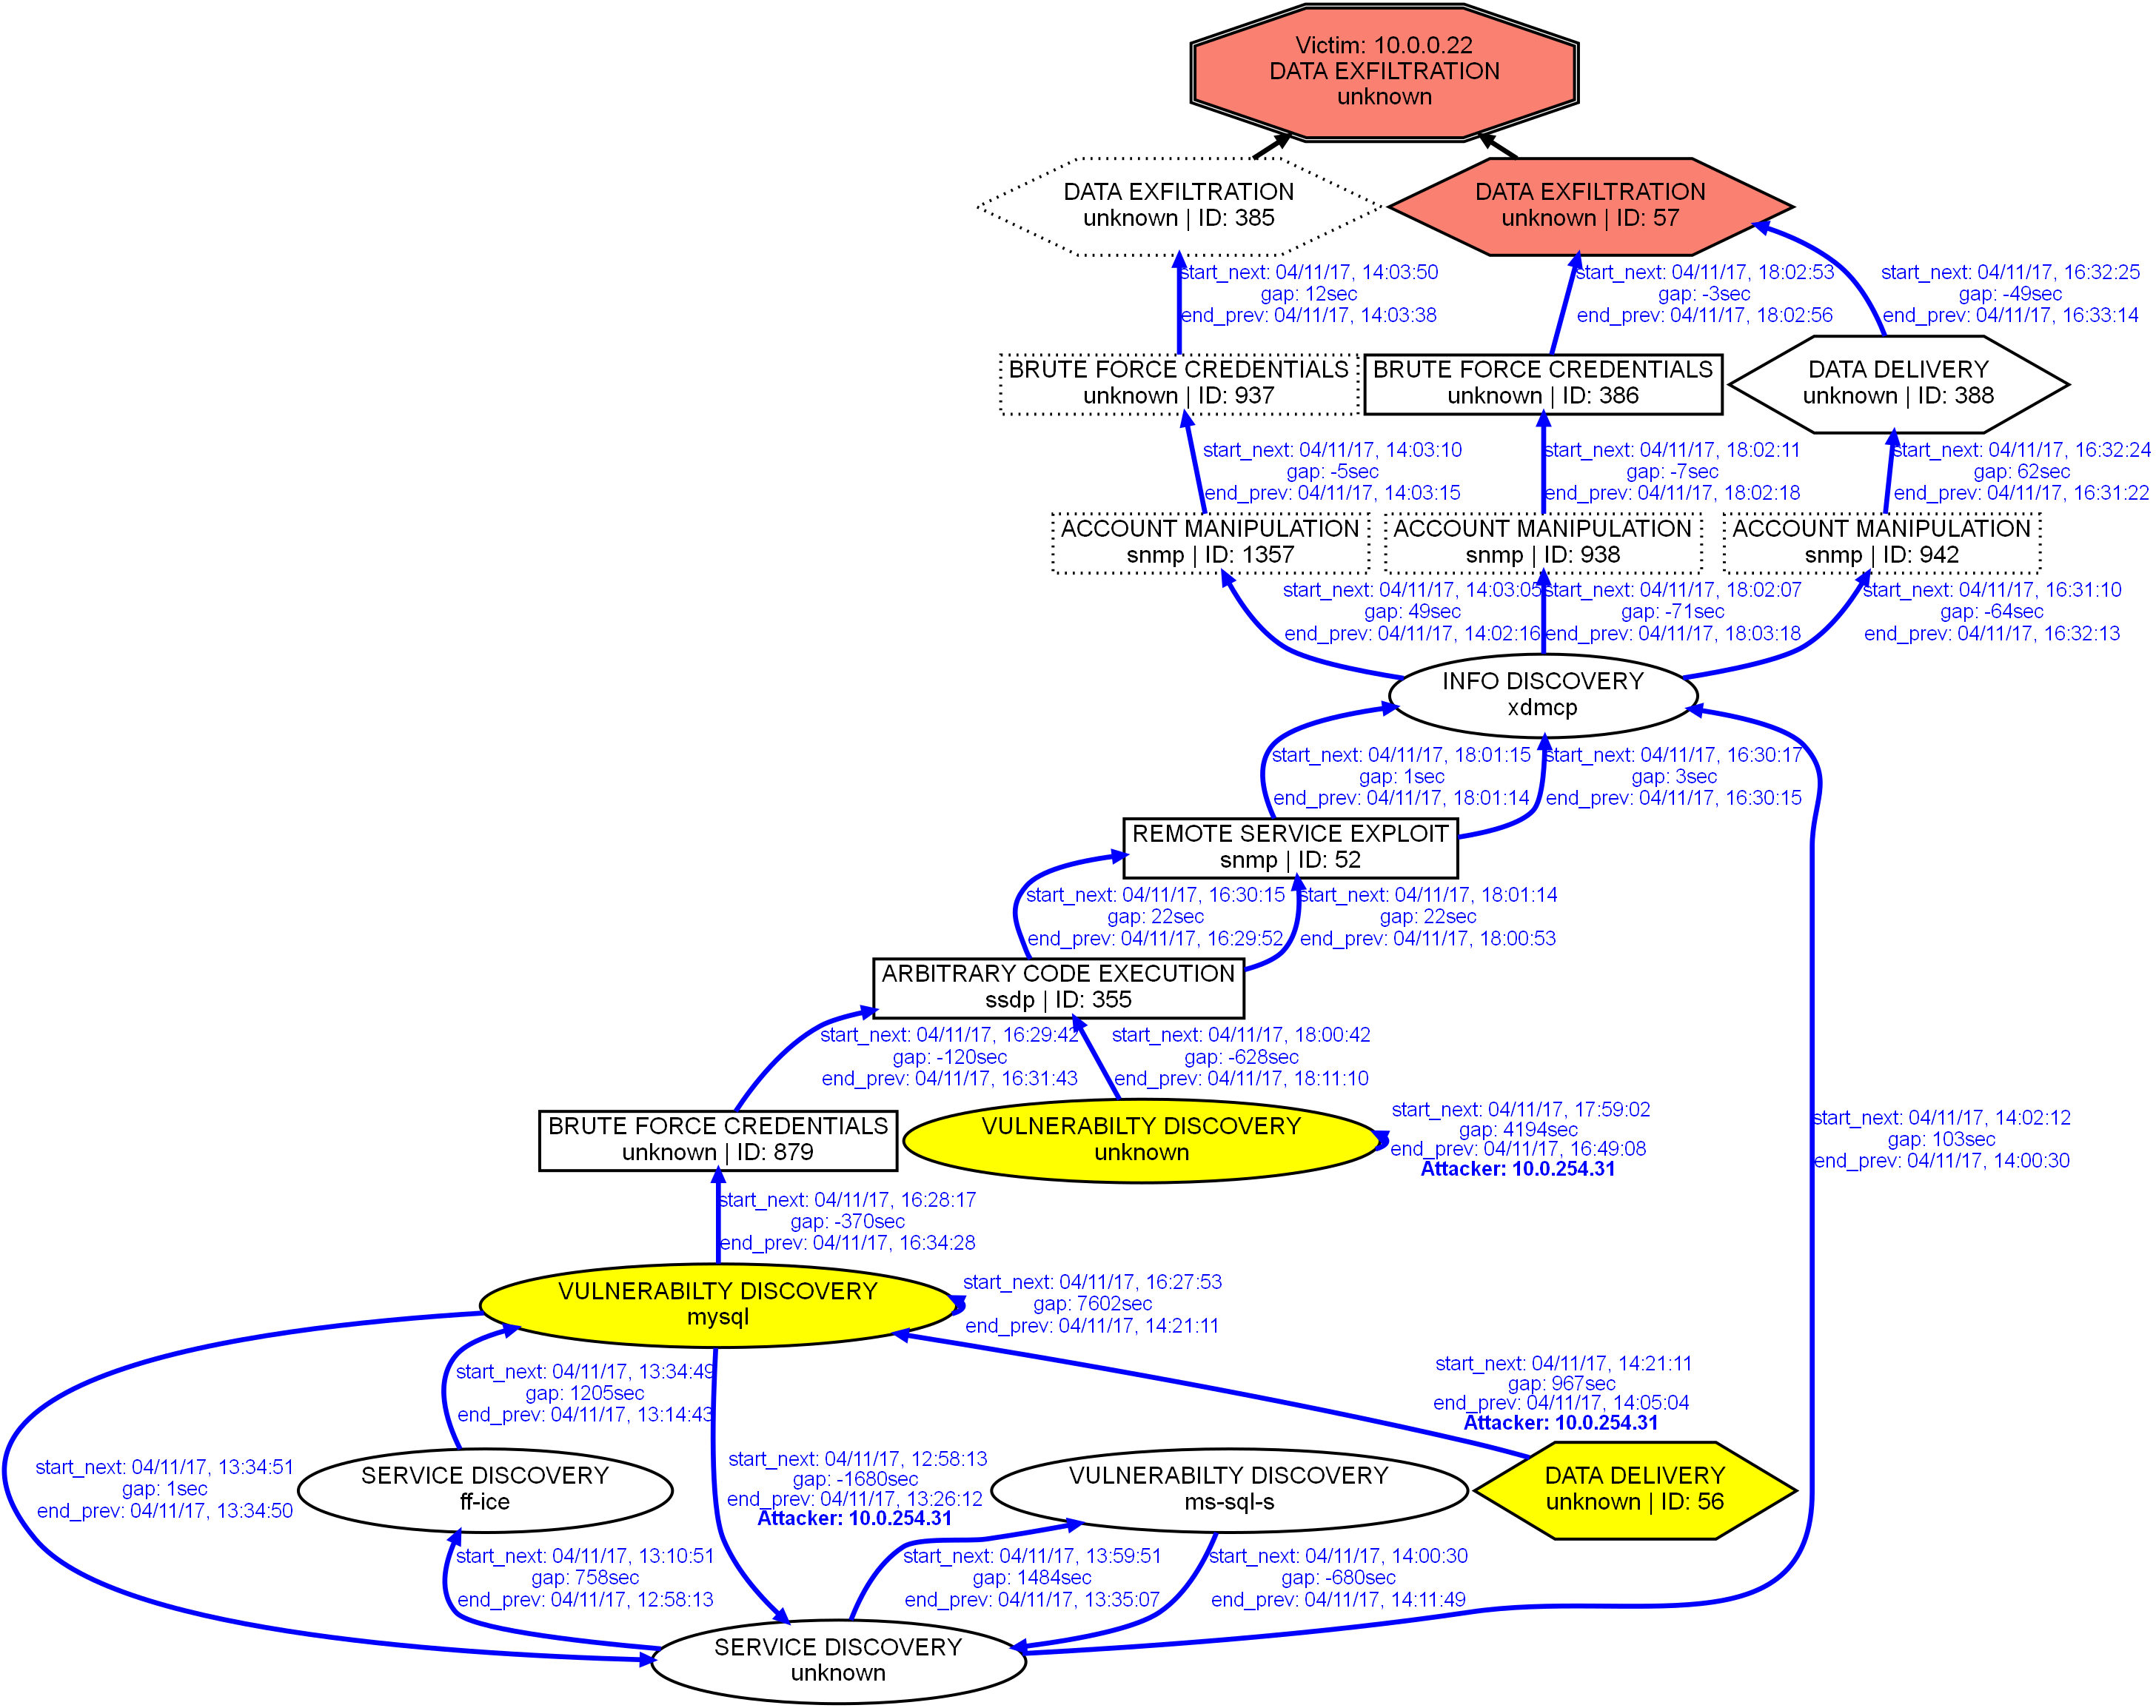 Victim: 10.0.0.22
DATA EXFILTRATION
unknown
DATA EXFILTRATION
unknown | ID: 385
DATA EXFILTRATION
unknown | ID: 57
start_next: 04/11/17, 14:03:50
gap: 12sec
end_prev: 04/11/17, 14:03:38
start_next: 04/11/17, 18:02:53
gap: -3sec
end_prev: 04/11/17, 18:02:56
start_next: 04/11/17, 16:32:25
gap: -49sec
end_prev: 04/11/17, 16:33:14
BRUTE FORCE CREDENTIALS
unknown | ID: 937
BRUTE FORCE CREDENTIALS
unknown | ID: 386
DATA DELIVERY
unknown | ID: 388
start_next: 04/11/17, 14:03:10
gap: -5sec
end_prev: 04/11/17, 14:03:15
start_next: 04/11/17, 18:02:11
gap: -7sec
end_prev: 04/11/17, 18:02:18
start_next: 04/11/17, 16:32:24
gap: 62sec
end_prev: 04/11/17, 16:31:22
ACCOUNT MANIPULATION
snmp | ID: 1357
ACCOUNT MANIPULATION
snmp | ID: 938
ACCOUNT MANIPULATION
snmp | ID: 942
start_next: 04/11/17, 14:03:05
gap: 49sec
end_prev: 04/11/17, 14:02:16
start_next: 04/11/17, 18:02:07
gap: -71sec
end_prev: 04/11/17, 18:03:18
start_next: 04/11/17, 16:31:10
gap: -64sec
end_prev: 04/11/17, 16:32:13
INFO DISCOVERY
xdmcp
start_next: 04/11/17, 18:01:15
gap: 1sec
end_prev: 04/11/17, 18:01:14
start_next: 04/11/17, 16:30:17
gap: 3sec
end_prev: 04/11/17, 16:30:15
REMOTE SERVICE EXPLOIT
snmp | ID: 52
start_next: 04/11/17, 16:30:15
gap: 22sec
end_prev: 04/11/17, 16:29:52
start_next: 04/11/17, 18:01:14
gap: 22sec
end_prev: 04/11/17, 18:00:53
ARBITRARY CODE EXECUTION
ssdp | ID: 355
start_next: 04/11/17, 16:29:42
gap: -120sec
end_prev: 04/11/17, 16:31:43
start_next: 04/11/17, 18:00:42
gap: -628sec
end_prev: 04/11/17, 18:11:10
BRUTE FORCE CREDENTIALS
unknown | ID: 879
VULNERABILTY DISCOVERY
unknown
start_next: 04/11/17, 17:59:02
gap: 4194sec
end_prev: 04/11/17, 16:49:08
Attacker: 10.0.254.31
start_next: 04/11/17, 14:02:12
gap: 103sec
end_prev: 04/11/17, 14:00:30
start_next: 04/11/17, 16:28:17
gap: -370sec
end_prev: 04/11/17, 16:34:28
VULNERABILTY DISCOVERY
mysql
start_next: 04/11/17, 16:27:53
gap: 7602sec
end_prev: 04/11/17, 14:21:11
start_next: 04/11/17, 13:34:49
gap: 1205sec
end_prev: 04/11/17, 13:14:43
start_next: 04/11/17, 14:21:11
gap: 967sec
end_prev: 04/11/17, 14:05:04
Attacker: 10.0.254.31
start_next: 04/11/17, 13:34:51
gap: 1sec
end_prev: 04/11/17, 13:34:50
SERVICE DISCOVERY
ff-ice
start_next: 04/11/17, 12:58:13
gap: -1680sec
end_prev: 04/11/17, 13:26:12
Attacker: 10.0.254.31
VULNERABILTY DISCOVERY
ms-sql-s
DATA DELIVERY
unknown | ID: 56
start_next: 04/11/17, 13:10:51
gap: 758sec
end_prev: 04/11/17, 12:58:13
start_next: 04/11/17, 13:59:51
gap: 1484sec
end_prev: 04/11/17, 13:35:07
start_next: 04/11/17, 14:00:30
gap: -680sec
end_prev: 04/11/17, 14:11:49
SERVICE DISCOVERY
unknown